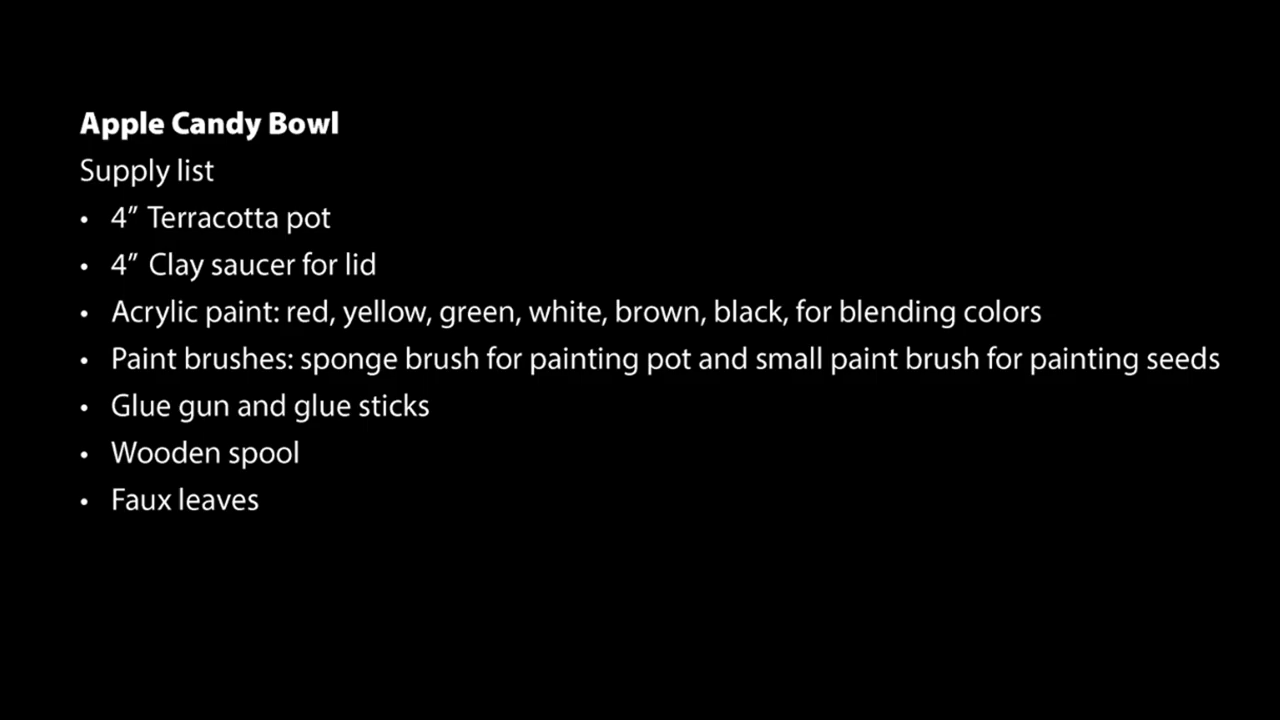 Apple Candy Bowl
Supply list
• 4” Terracotta pot
• 4” Clay saucer for lid
• Acrylic paint: red, yellow, green, white, brown, black, for blending colors
• Paint brushes: sponge brush for painting pot and small paint brush for painting seeds
• Glue gun and glue sticks
• Wooden spool
• Faux leaves